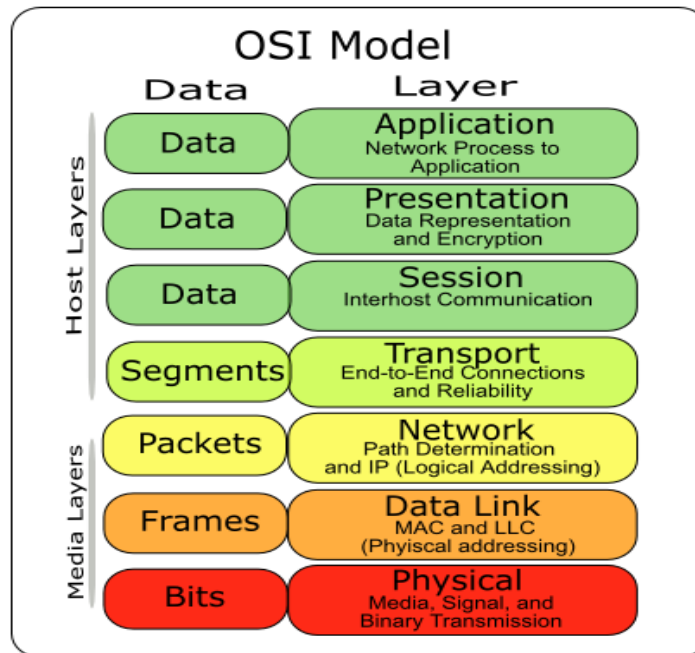 OSI Model
Data Layer
Host Layers
Data
Application
Network Process to
Application
Data
Presentation
Data Representation
and Encryption
Data
Session
Interhost Communication
Segments
Transport
End-to-End Connections
and Reliability
Media Layers
Packets
Network
Path Determination
and IP (Logical Addressing)
Frames
Data Link
MAC and LLC
(Phyiscal addressing)
Bits
Physical
Media, Signal, and
Binary Transmission